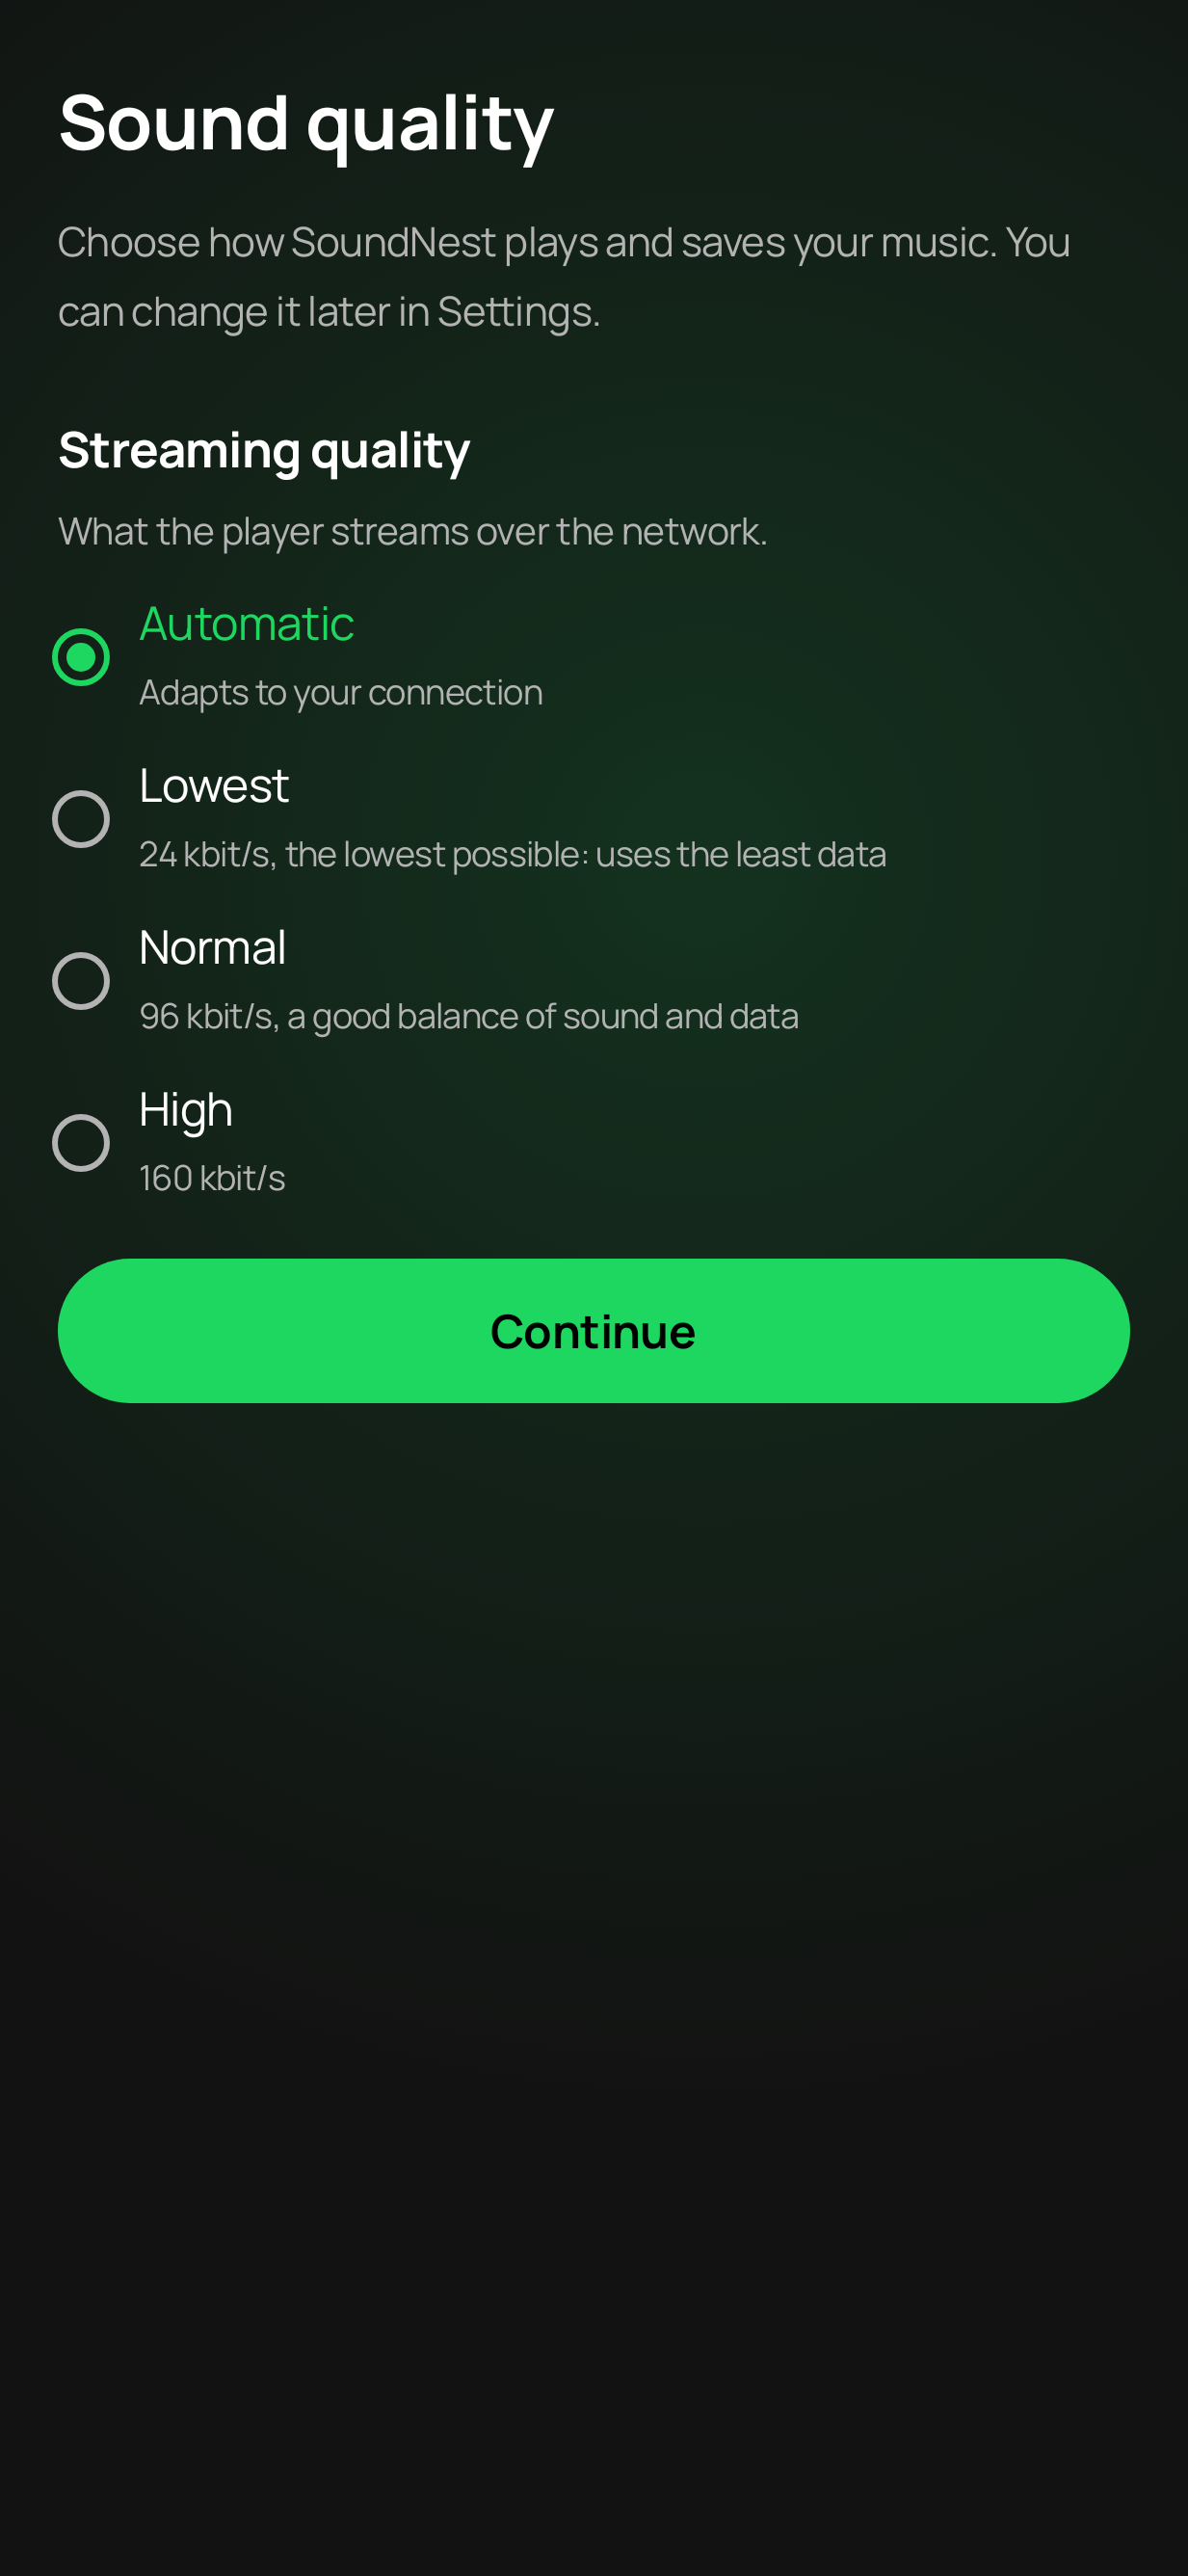 Sound quality
Choose how SoundNest plays and saves your music. You
can change it later in Settings.
Streaming quality
What the player streams over the network.
Automatic
Adapts to your connection
Lowest
24 kbit/s, the lowest possible: uses the least data
Normal
96 kbit/s, a good balance of sound and data
High
160 kbit/s
Continue